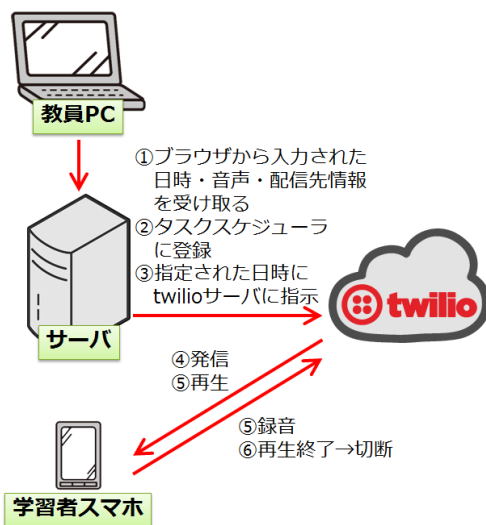 教員PC
①ブラウザから入力された
日時・音声・配信先情報
を受け取る
②タスクスケジューラ
に登録
③指定された日時に
twilioサーバに指示
サーバ
twilio
④発信
⑤再生
⑤録音
⑥再生終了→切断
学習者スマホ